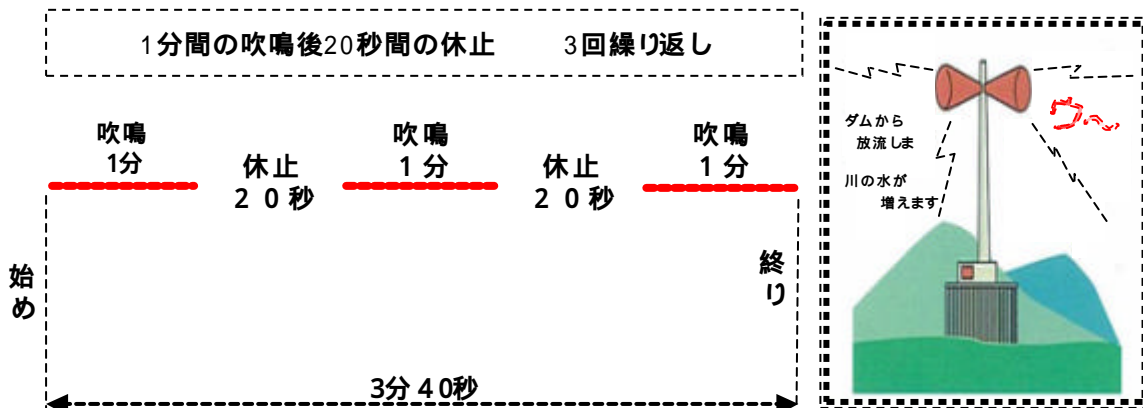 1分間の吹鳴後20秒間の休止 3回繰り返し
吹鳴
1分
休止
20秒
吹鳴
1分
休止
20秒
吹鳴
1分
始め
終り
3分40秒
ダムから
放流しま
川の水が
増えます
ウ~